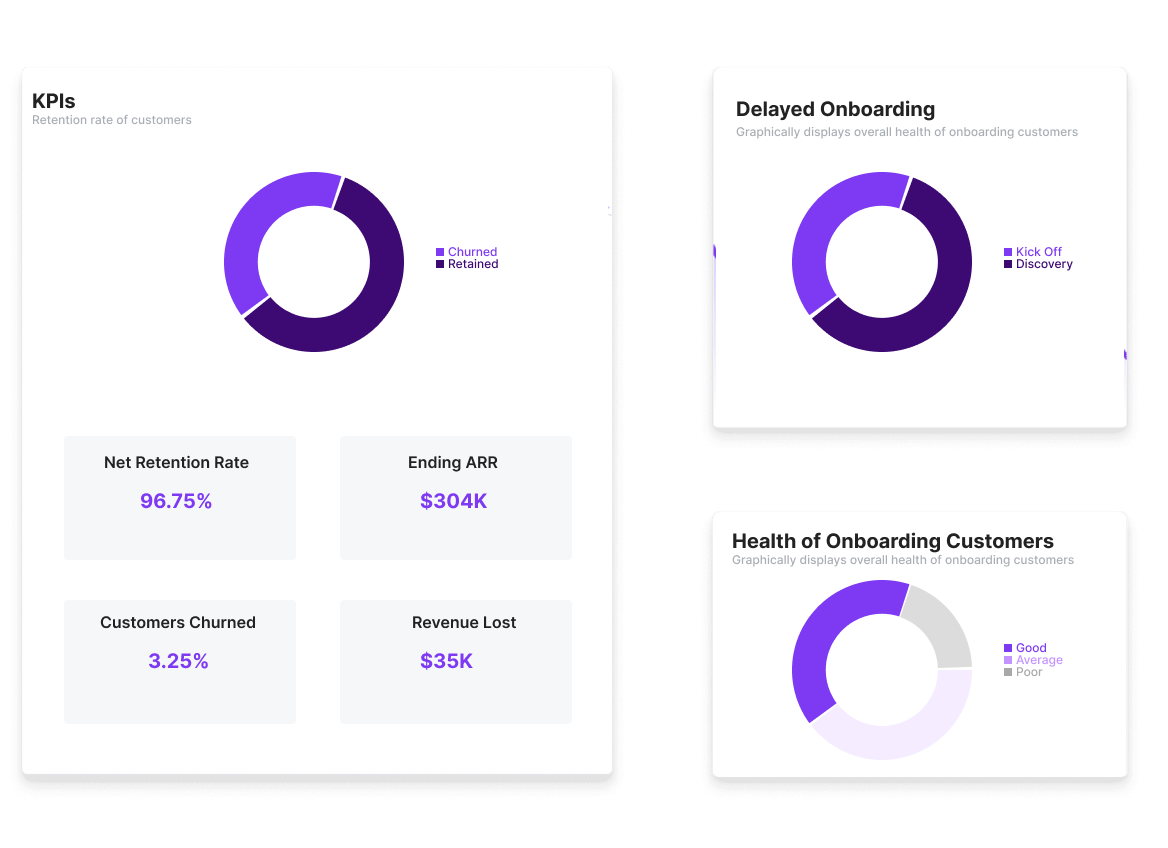 KPIs
Retention rate of customers
Churned
Retained
Net Retention Rate
96.75%
Ending ARR
$304K
Customers Churned
3.25%
Revenue Lost
$35K
Delayed Onboarding
Graphically displays overall health of onboarding customers
Kick Off
Discovery
Health of Onboarding Customers
Graphically displays overall health of onboarding customers
Good
Average
Poor